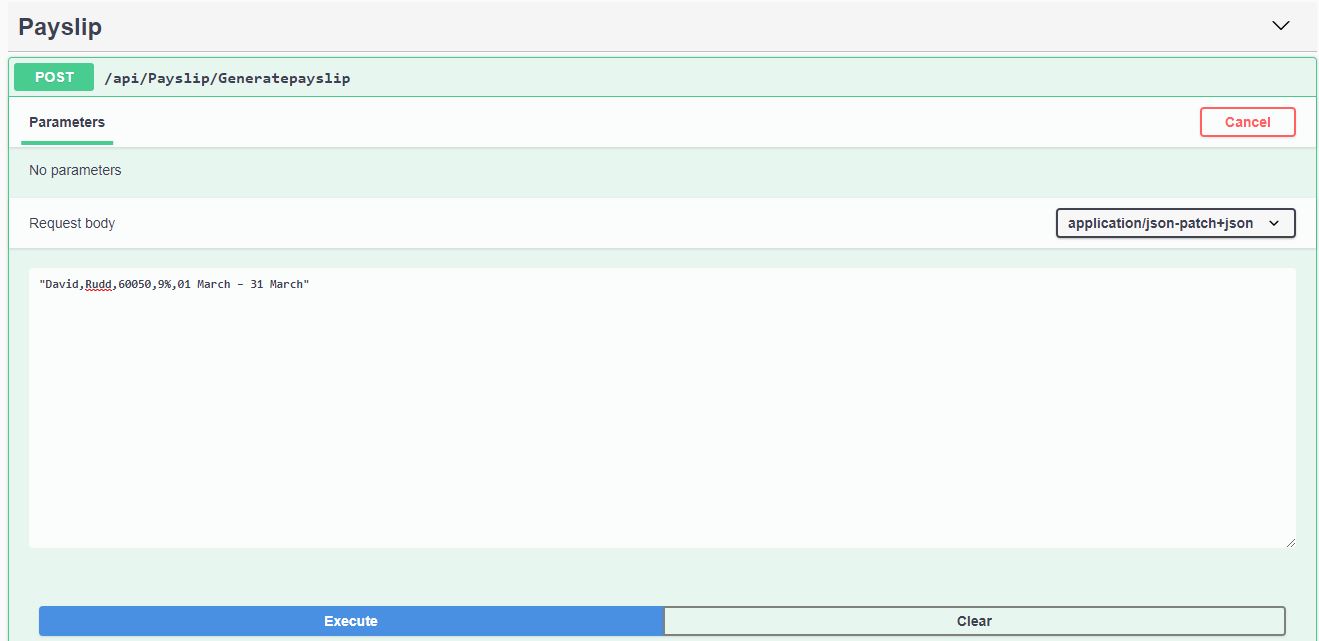 Payslip
POST /api/Payslip/Generatepayslip
Parameters
Cancel
No parameters
Request body
application/json-patch+json
"David,Rudd,60050,9%,01 March - 31 March"
Execute
Clear